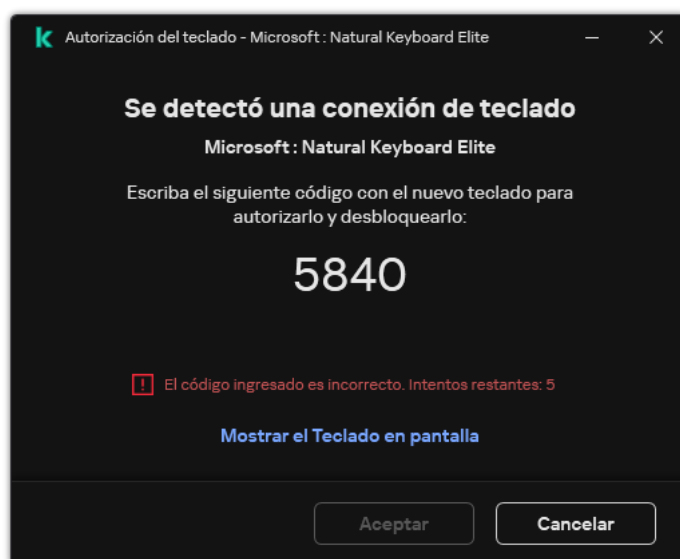 Autorización del teclado - Microsoft : Natural Keyboard Elite
Se detectó una conexión de teclado
Microsoft : Natural Keyboard Elite
Escriba el siguiente código con el nuevo teclado para
autorizarlo y desbloquearlo:
5840
El código ingresado es incorrecto. Intentos restantes: 5
Mostrar el Teclado en pantalla
Aceptar
Cancelar